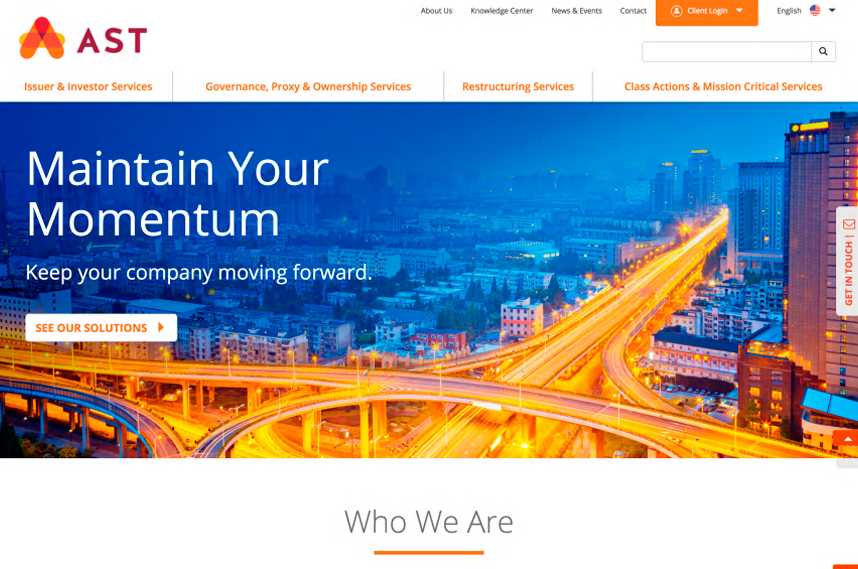 About Us
Knowledge Center
News & Events
Contact
Client Login
English
AST
Issuer & Investor Services
Governance, Proxy & Ownership Services
Restructuring Services
Class Actions & Mission Critical Services
Maintain Your
Momentum
Keep your company moving forward.
SEE OUR SOLUTIONS
GET IN TOUCH |
Who We Are